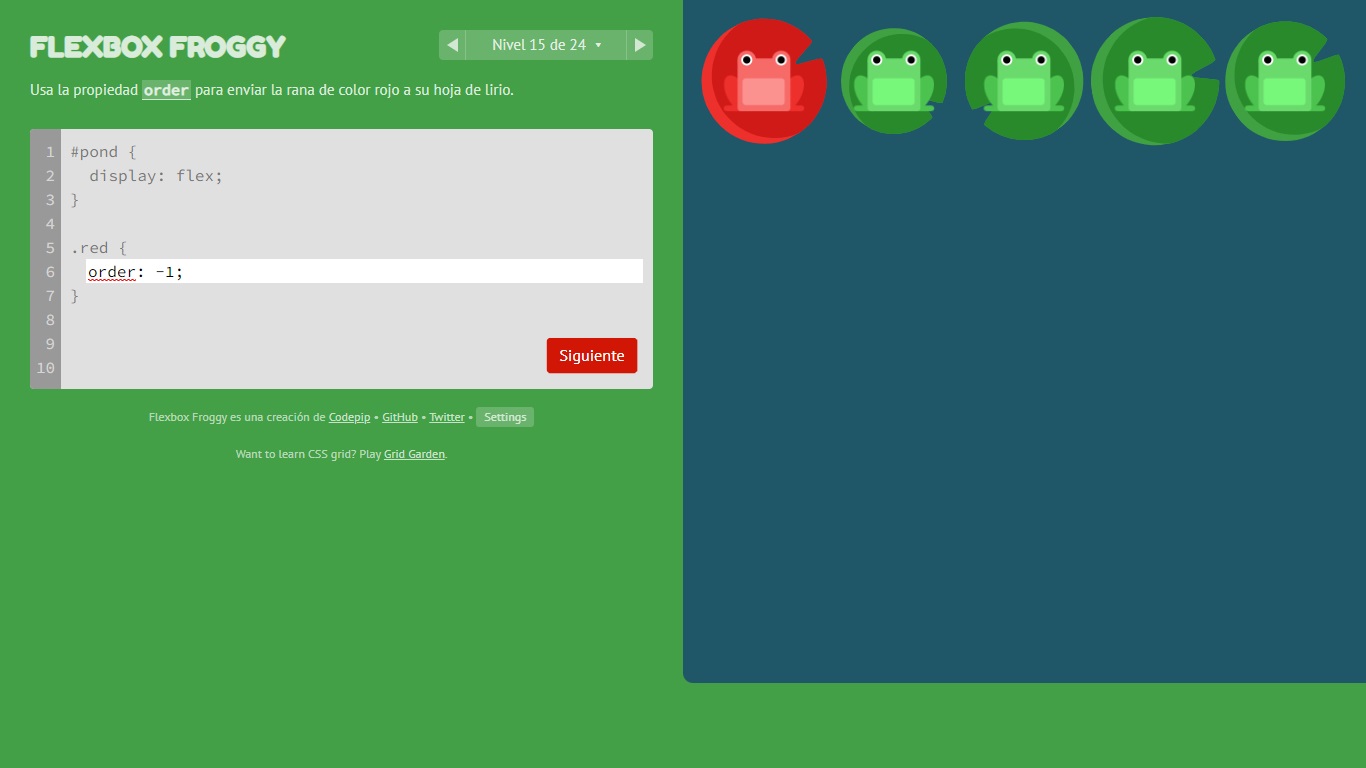 FLEXBOX FROGGY
Nivel 15 de 24
Usa la propiedad order para enviar la rana de color rojo a su hoja de lirio.
1 #pond {
2   display: flex;
3 }
4
5 .red {
6   order: -1;
7 }
8
9
10
Siguiente
Flexbox Froggy es una creación de Codepip • GitHub • Twitter • Settings
Want to learn CSS grid? Play Grid Garden.